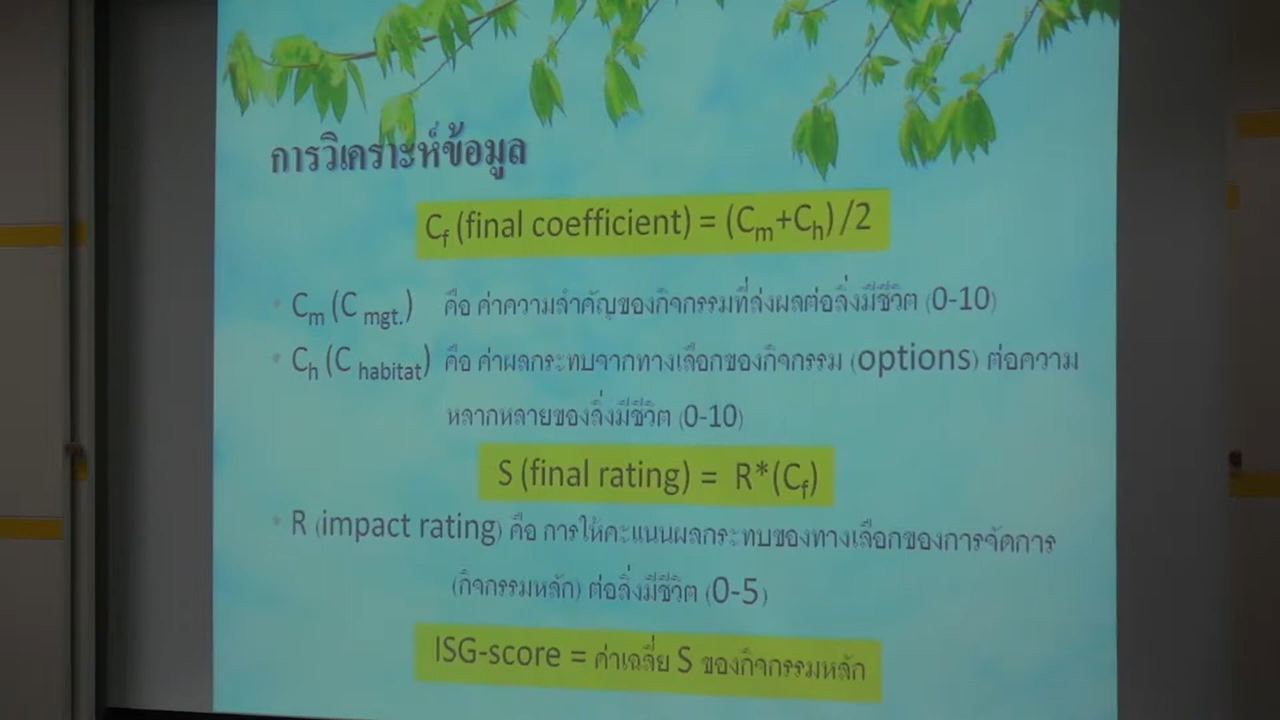 การวิเคราะห์ข้อมูล
Cf (final coefficient) = (Cm+Ch) /2
Cm (C mgt.) คือ ค่าความสำคัญของกิจกรรมที่ส่งผลต่อสิ่งมีชีวิต (0-10)
Ch (C habitat) คือ ค่าผลกระทบจากทางเลือกของกิจกรรม (options) ต่อความ
หลากหลายของสิ่งมีชีวิต (0-10)
S (final rating) = R*(Cf)
R (impact rating) คือ การให้คะแนนผลกระทบของทางเลือกของการจัดการ
(กิจกรรมหลัก) ต่อสิ่งมีชีวิต (0-5)
ISG-score = ค่าเฉลี่ย S ของกิจกรรมหลัก